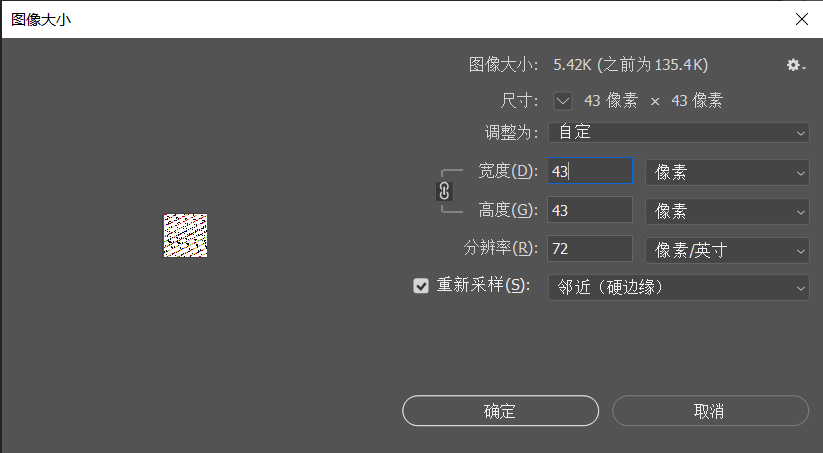 图像大小
图像大小: 5.42K (之前为135.4K)
尺寸: 43 像素 × 43 像素
调整为: 自定
宽度(D): 43 像素
高度(G): 43 像素
分辨率(R): 72 像素/英寸
重新采样(S): 邻近（硬边缘）
确定 取消